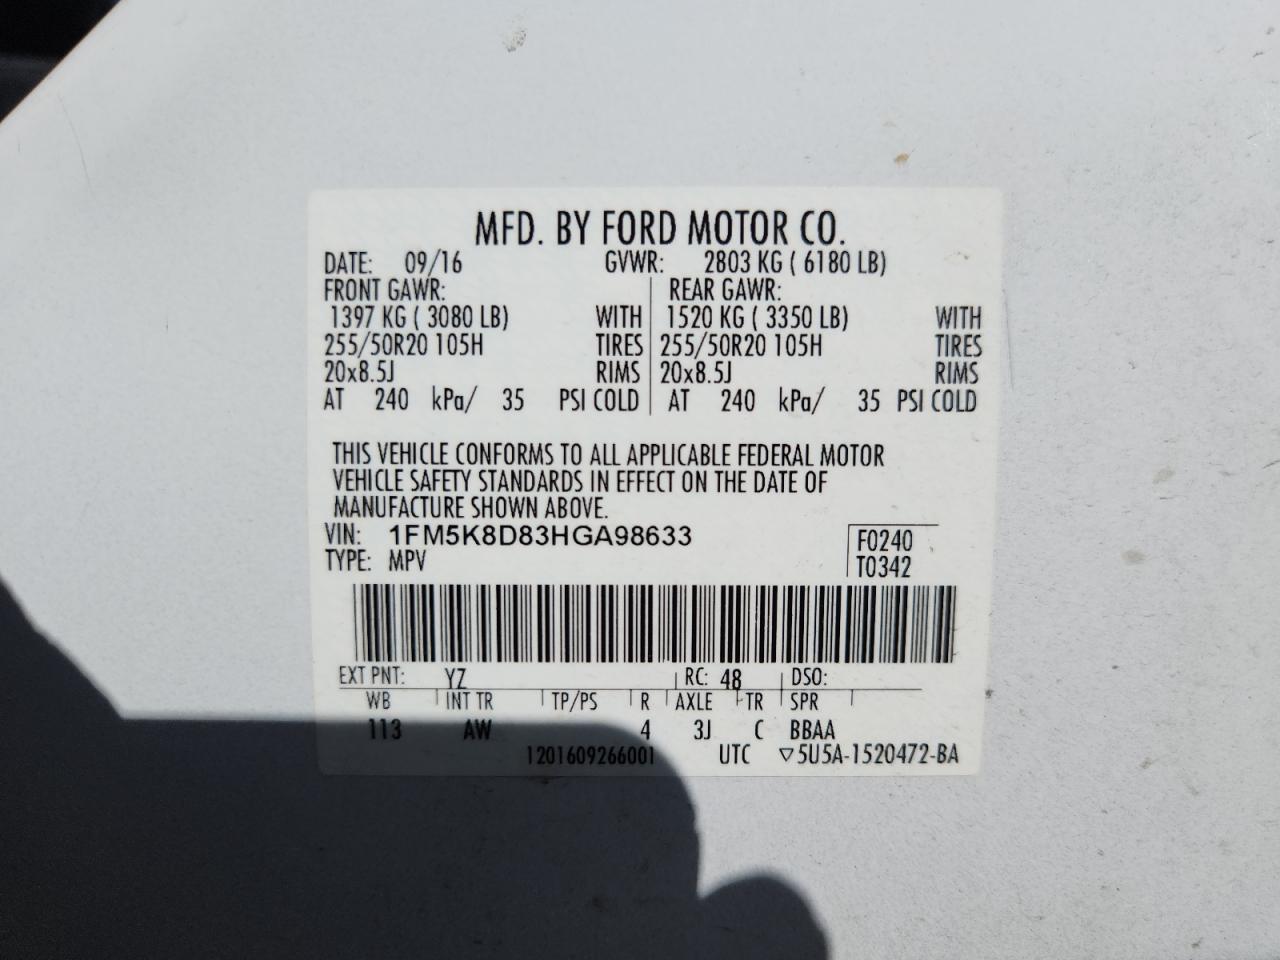 MFD. BY FORD MOTOR CO.
DATE: 09/16 GVWR: 2803 KG ( 6180 LB)
FRONT GAWR: REAR GAWR:
1397 KG ( 3080 LB) WITH 1520 KG ( 3350 LB) WITH
255/50R20 105H TIRES 255/50R20 105H TIRES
20x8.5J RIMS 20x8.5J RIMS
AT 240 kPa/ 35 PSI COLD AT 240 kPa/ 35 PSI COLD
THIS VEHICLE CONFORMS TO ALL APPLICABLE FEDERAL MOTOR
VEHICLE SAFETY STANDARDS IN EFFECT ON THE DATE OF
MANUFACTURE SHOWN ABOVE.
VIN: 1FM5K8D83HGA98633 F0240
TYPE: MPV T0342
EXT PNT: YZ RC: 48 DSO:
WB INT TR TP/PS R AXLE TR SPR
113 AW 4 3J C BBAA
1201609266001 UTC ▽5U5A-1520472-BA